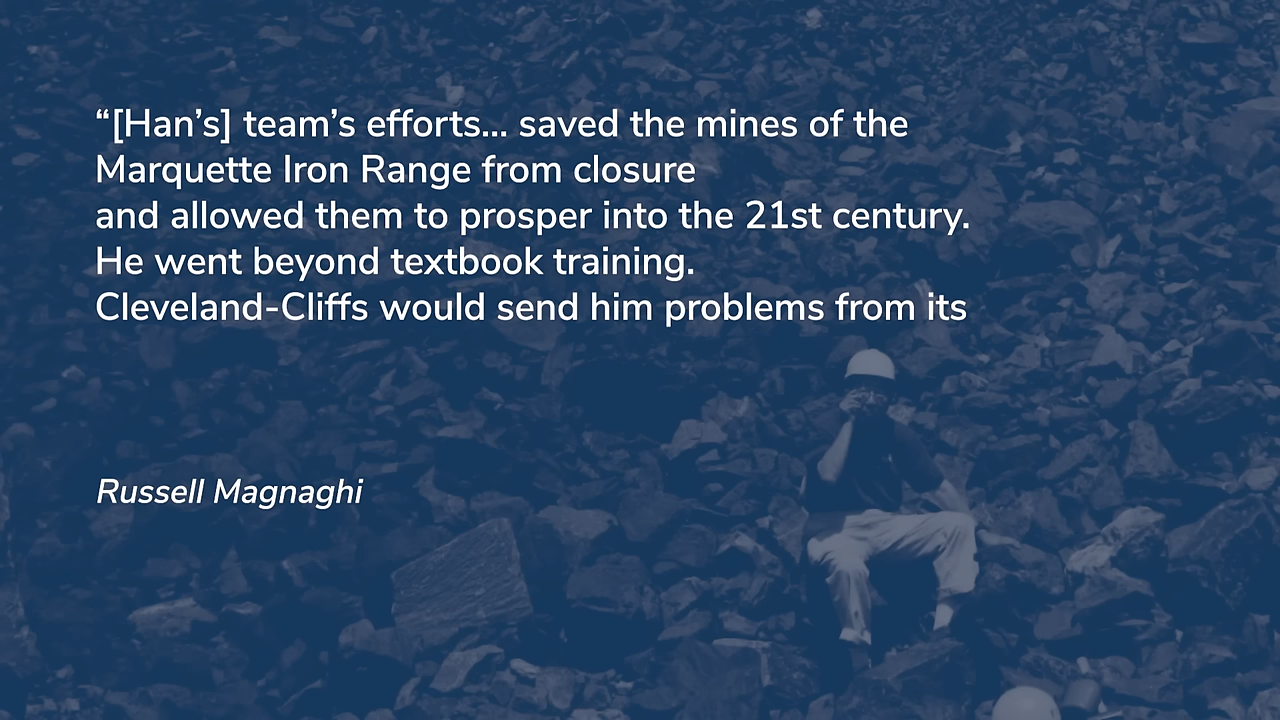 “[Han’s] team’s efforts... saved the mines of the
Marquette Iron Range from closure
and allowed them to prosper into the 21st century.
He went beyond textbook training.
Cleveland-Cliffs would send him problems from its
Russell Magnaghi